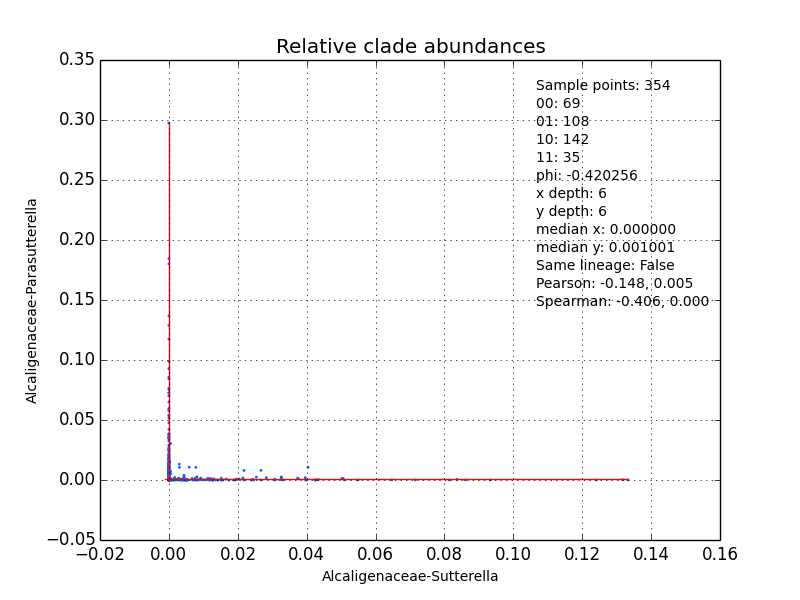 Relative clade abundances
0.35
0.30
0.25
0.20
0.15
0.10
0.05
0.00
−0.05
Alcaligenaceae-Parasutterella
Sample points: 354
00: 69
01: 108
10: 142
11: 35
phi: -0.420256
x depth: 6
y depth: 6
median x: 0.000000
median y: 0.001001
Same lineage: False
Pearson: -0.148, 0.005
Spearman: -0.406, 0.000
−0.02 0.00 0.02 0.04 0.06 0.08 0.10 0.12 0.14 0.16
Alcaligenaceae-Sutterella